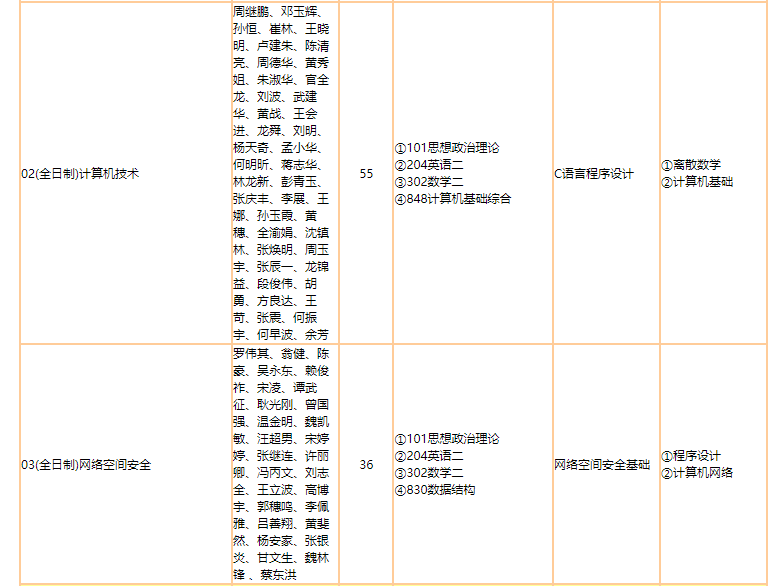 02(全日制)计算机技术
周继鹏、邓玉辉、
孙恒、崔林、王晓
明、卢建朱、陈清
亮、周德华、黄秀
姐、朱淑华、官全
龙、刘波、武建
华、黄战、王会
进、龙舜、刘明、
杨天奇、孟小华、
何明昕、蒋志华、
林龙新、彭青玉、
张庆丰、李展、王
娜、孙玉霞、黄
穗、全渝娟、沈镇
林、张焕明、周玉
宇、张辰一、龙锦
益、段俊伟、胡
勇、方良达、王
苛、张震、何振
宇、何早波、余芳
55
①101思想政治理论
②204英语二
③302数学二
④848计算机基础综合
C语言程序设计
①离散数学
②计算机基础
03(全日制)网络空间安全
罗伟其、翁健、陈
豪、吴永东、赖俊
祚、宋凌、谭武
征、耿光刚、曾国
强、温金明、魏凯
敏、汪超男、宋婷
婷、张继连、许丽
卿、冯丙文、刘志
全、王立波、高博
宇、郭穗鸣、李佩
雅、吕善翔、黄斐
然、杨安家、张银
炎、甘文生、魏林
锋 、蔡东洪
36
①101思想政治理论
②204英语二
③302数学二
④830数据结构
网络空间安全基础
①程序设计
②计算机网络